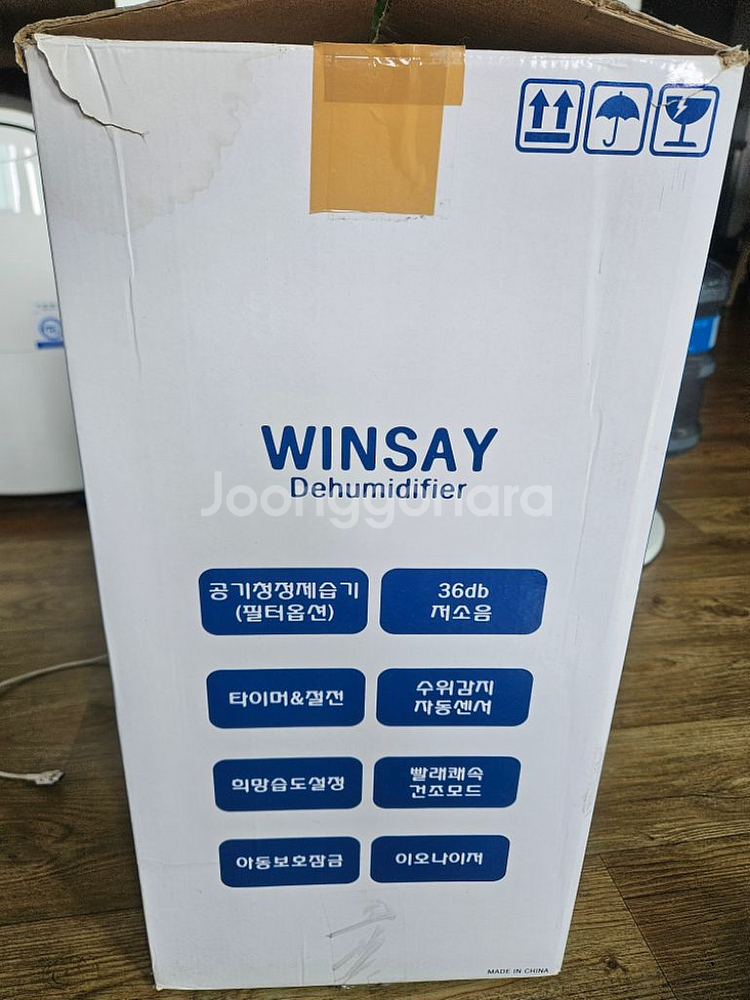 WINSAY
Dehumidifier
Joonggonara
공기청정제습기
(필터옵션)
36db
저소음
타이머&절전
수위감지
자동센서
희망습도설정
빨래쾌속
건조모드
아동보호잠금
이오나이저
MADE IN CHINA